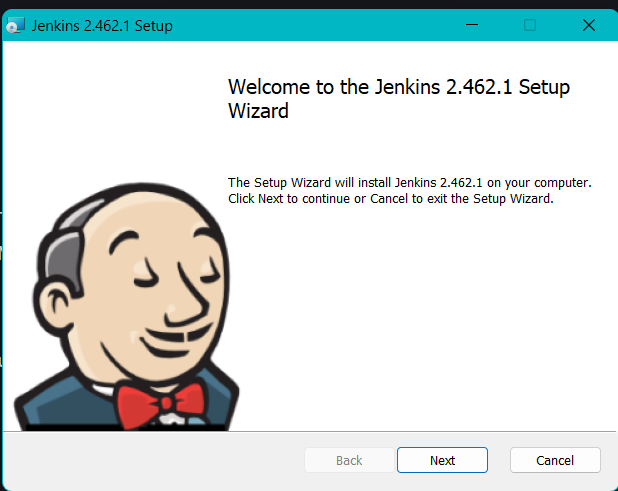 Jenkins 2.462.1 Setup
Welcome to the Jenkins 2.462.1 Setup
Wizard
The Setup Wizard will install Jenkins 2.462.1 on your computer.
Click Next to continue or Cancel to exit the Setup Wizard.
Back
Next
Cancel